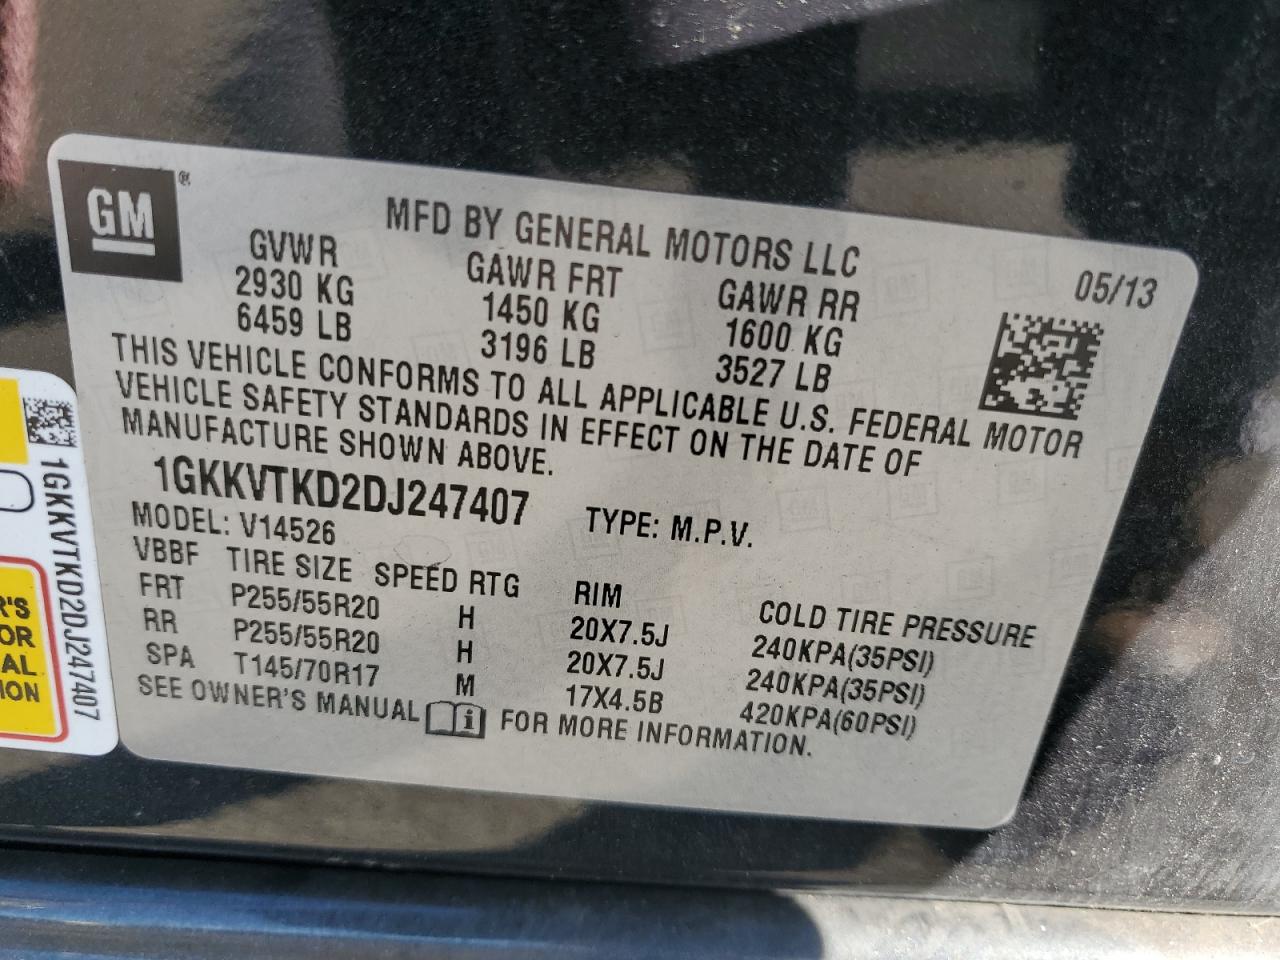 GM ®
MFD BY GENERAL MOTORS LLC
05/13
GVWR GAWR FRT GAWR RR
2930 KG 1450 KG 1600 KG
6459 LB 3196 LB 3527 LB
THIS VEHICLE CONFORMS TO ALL APPLICABLE U.S. FEDERAL MOTOR
VEHICLE SAFETY STANDARDS IN EFFECT ON THE DATE OF
MANUFACTURE SHOWN ABOVE.
1GKKVTKD2DJ247407 TYPE: M.P.V.
MODEL: V14526
VBBF TIRE SIZE SPEED RTG RIM COLD TIRE PRESSURE
FRT P255/55R20 H 20X7.5J 240KPA(35PSI)
RR P255/55R20 H 20X7.5J 240KPA(35PSI)
SPA T145/70R17 M 17X4.5B 420KPA(60PSI)
SEE OWNER'S MANUAL i FOR MORE INFORMATION.
1GKKVTKD2DJ247407
R'S
OR
AL
ION